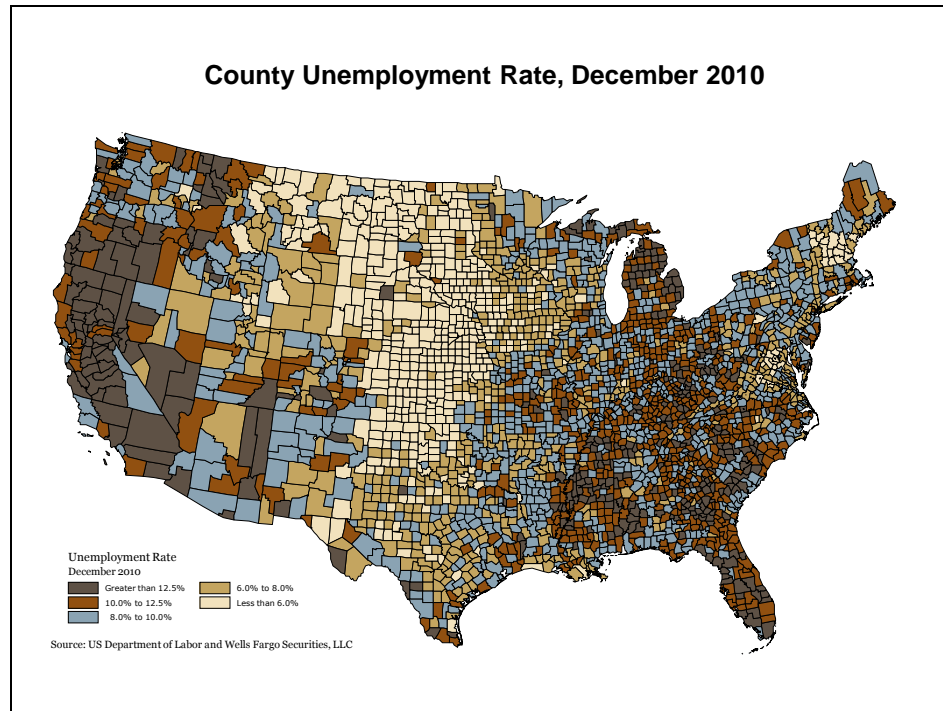 County Unemployment Rate, December 2010
Unemployment Rate
December 2010
Greater than 12.5%
10.0% to 12.5%
8.0% to 10.0%
6.0% to 8.0%
Less than 6.0%
Source: US Department of Labor and Wells Fargo Securities, LLC